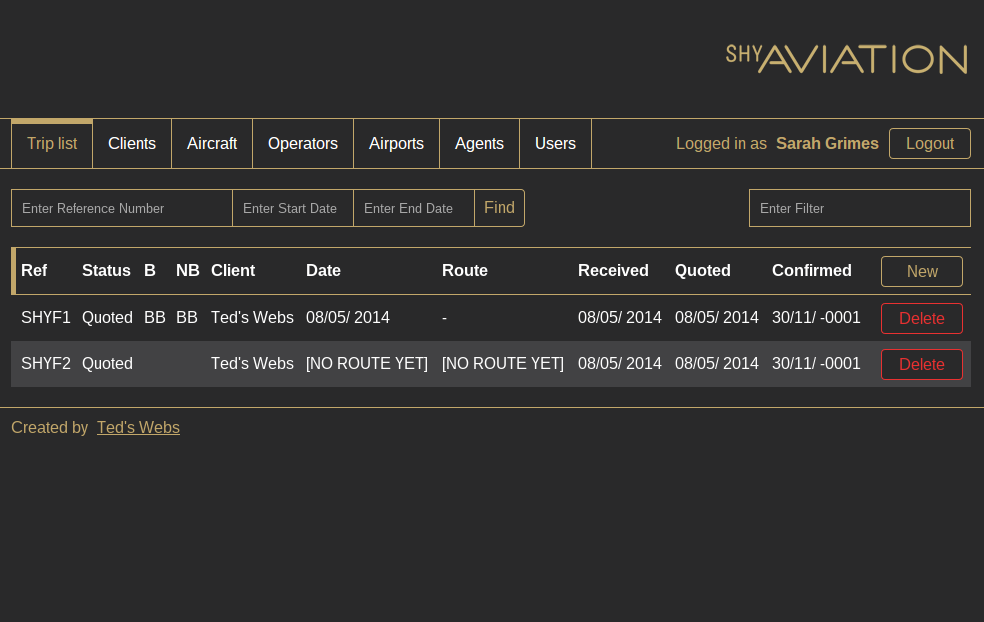 SHYAVIATION
Trip list Clients Aircraft Operators Airports Agents Users Logged in as Sarah Grimes Logout
Enter Reference Number Enter Start Date Enter End Date Find Enter Filter
Ref Status B NB Client Date Route Received Quoted Confirmed New
SHYF1 Quoted BB BB Ted's Webs 08/05/ 2014 - 08/05/ 2014 08/05/ 2014 30/11/ -0001 Delete
SHYF2 Quoted Ted's Webs [NO ROUTE YET] [NO ROUTE YET] 08/05/ 2014 08/05/ 2014 30/11/ -0001 Delete
Created by Ted's Webs